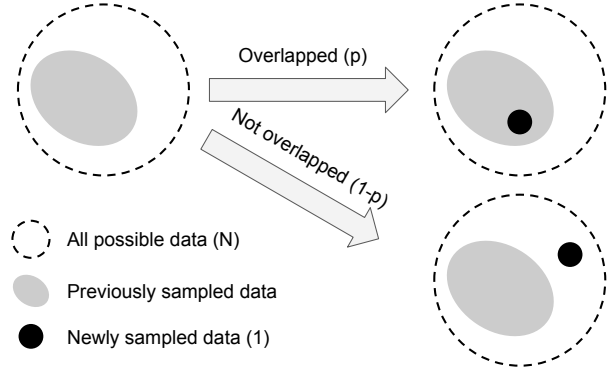 Overlapped (p)
Not overlapped (1-p)
All possible data (N)
Previously sampled data
Newly sampled data (1)